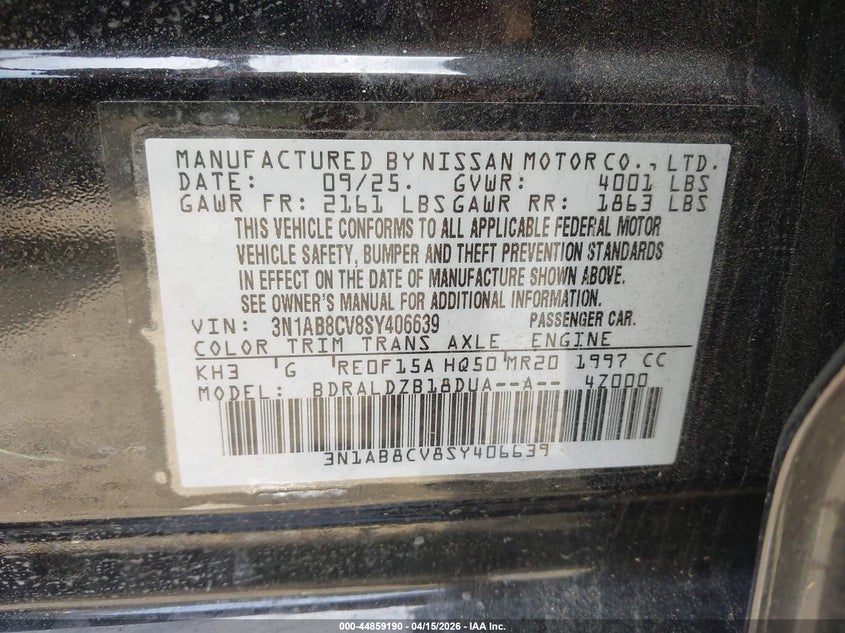 MANUFACTURED BY NISSAN MOTOR CO., LTD.
DATE: 09/25. GVWR: 4001 LBS
GAWR FR: 2161 LBS GAWR RR: 1863 LBS
THIS VEHICLE CONFORMS TO ALL APPLICABLE FEDERAL MOTOR
VEHICLE SAFETY, BUMPER AND THEFT PREVENTION STANDARDS
IN EFFECT ON THE DATE OF MANUFACTURE SHOWN ABOVE.
SEE OWNER'S MANUAL FOR ADDITIONAL INFORMATION.
VIN: 3N1AB8CV8SY406639 PASSENGER CAR.
COLOR TRIM TRANS AXLE ENGINE
KH3 G RE0F15A HQ50 MR20 1997 CC
MODEL: BDRALDZB18DUA--A-- 4Z000
3N1AB8CV8SY406639
000-44859190 - 04/15/2026 - IAA Inc.